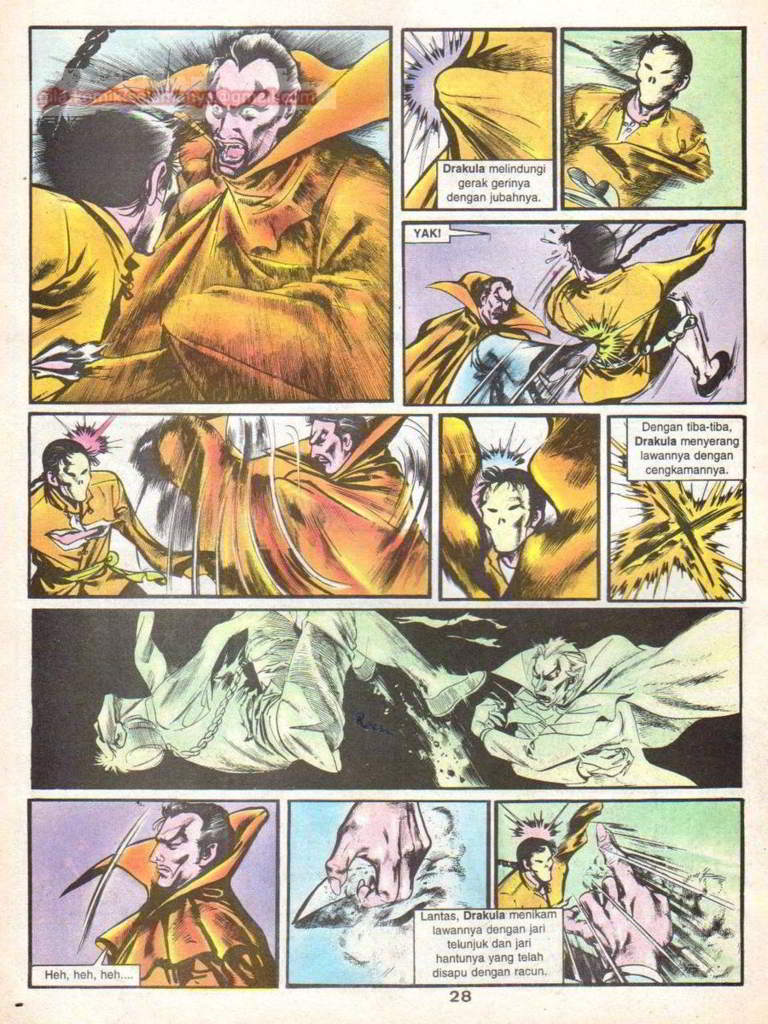 Drakula melindungi
gerak gerinya
dengan jubahnya.
YAK!
Dengan tiba-tiba,
Drakula menyerang
lawannya dengan
cengkamannya.
Heh, heh, heh....
Lantas, Drakula menikam
lawannya dengan jari
telunjuk dan jari
hantunya yang telah
disapu dengan racun.
28